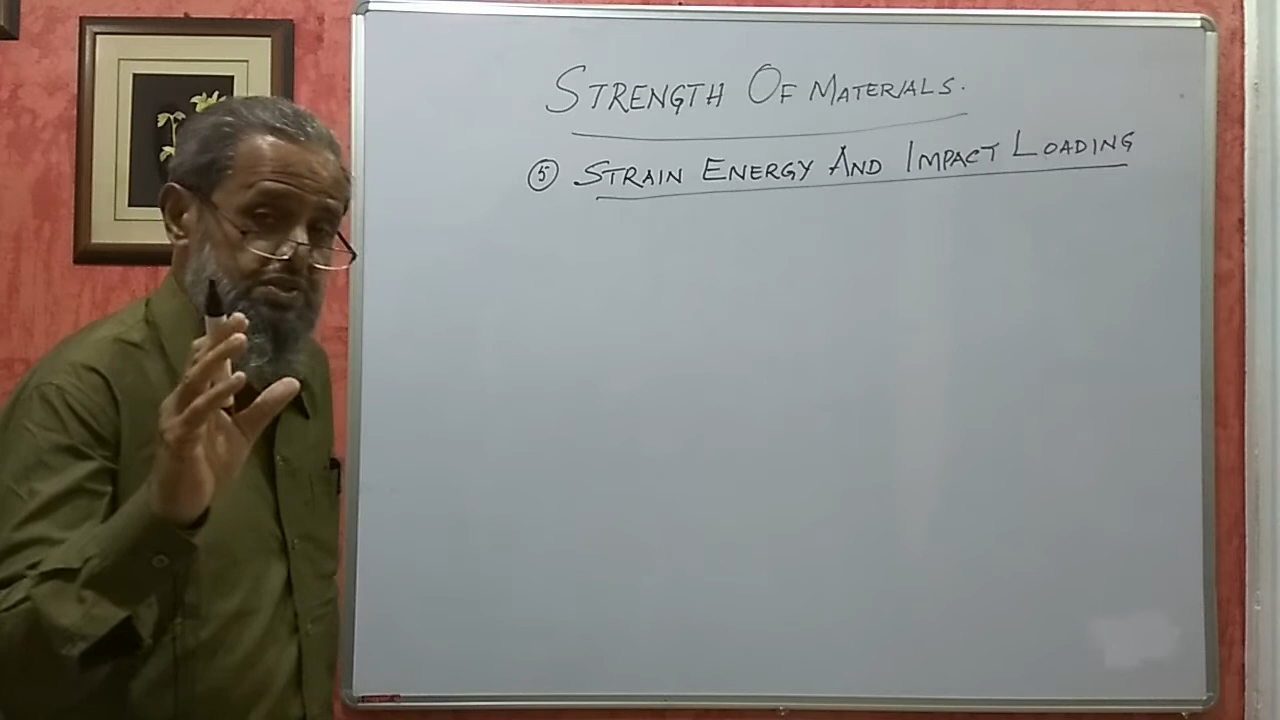 STRENGTH OF MATERIALS.
⑤ STRAIN ENERGY AND IMPACT LOADING